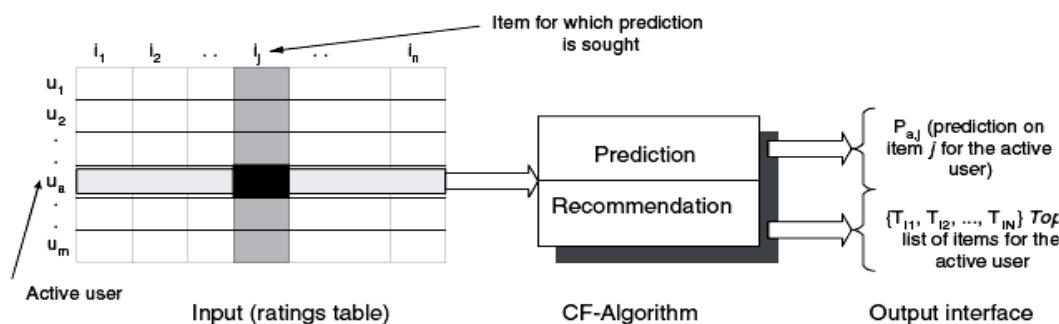 Item for which prediction
is sought
i1 i2 . . ij . . in
u1
u2
.
.
ua
.
.
um
Active user
Input (ratings table)
Prediction
Recommendation
CF-Algorithm
Pa,j (prediction on
item j for the active
user)
{TI1, TI2, ..., TIN} Top
list of items for the
active user
Output interface